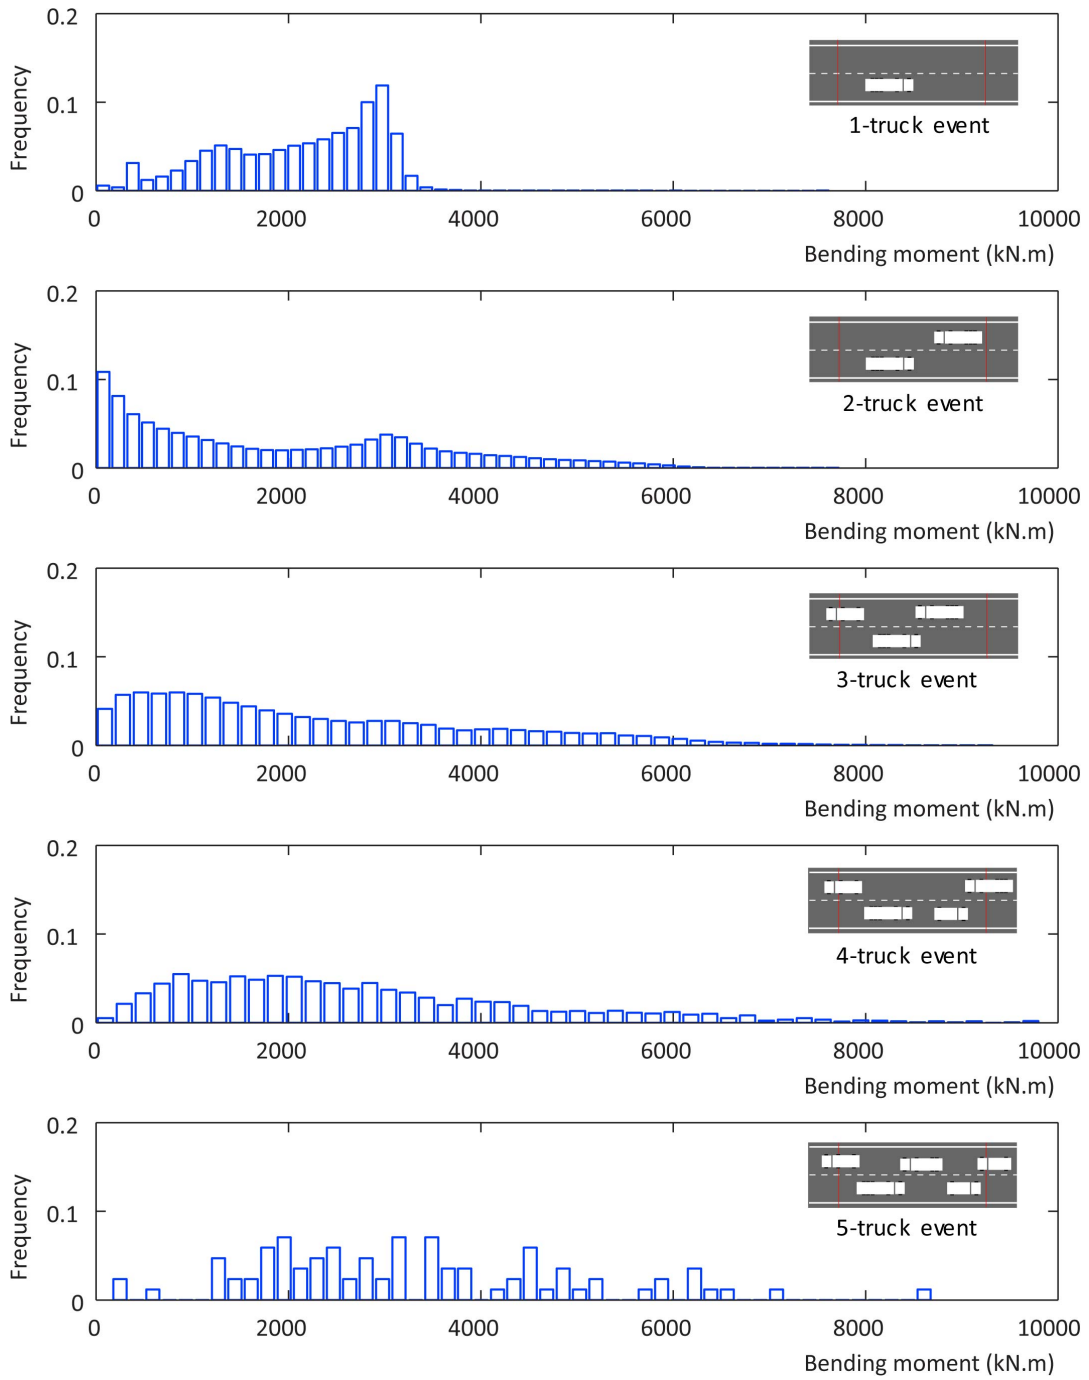 0.2
Frequency
0.1
1-truck event
0
0 2000 4000 6000 8000 10000
Bending moment (kN.m)
0.2
Frequency
0.1
2-truck event
0
0 2000 4000 6000 8000 10000
Bending moment (kN.m)
0.2
Frequency
0.1
3-truck event
0
0 2000 4000 6000 8000 10000
Bending moment (kN.m)
0.2
Frequency
0.1
4-truck event
0
0 2000 4000 6000 8000 10000
Bending moment (kN.m)
0.2
Frequency
0.1
5-truck event
0
0 2000 4000 6000 8000 10000
Bending moment (kN.m)